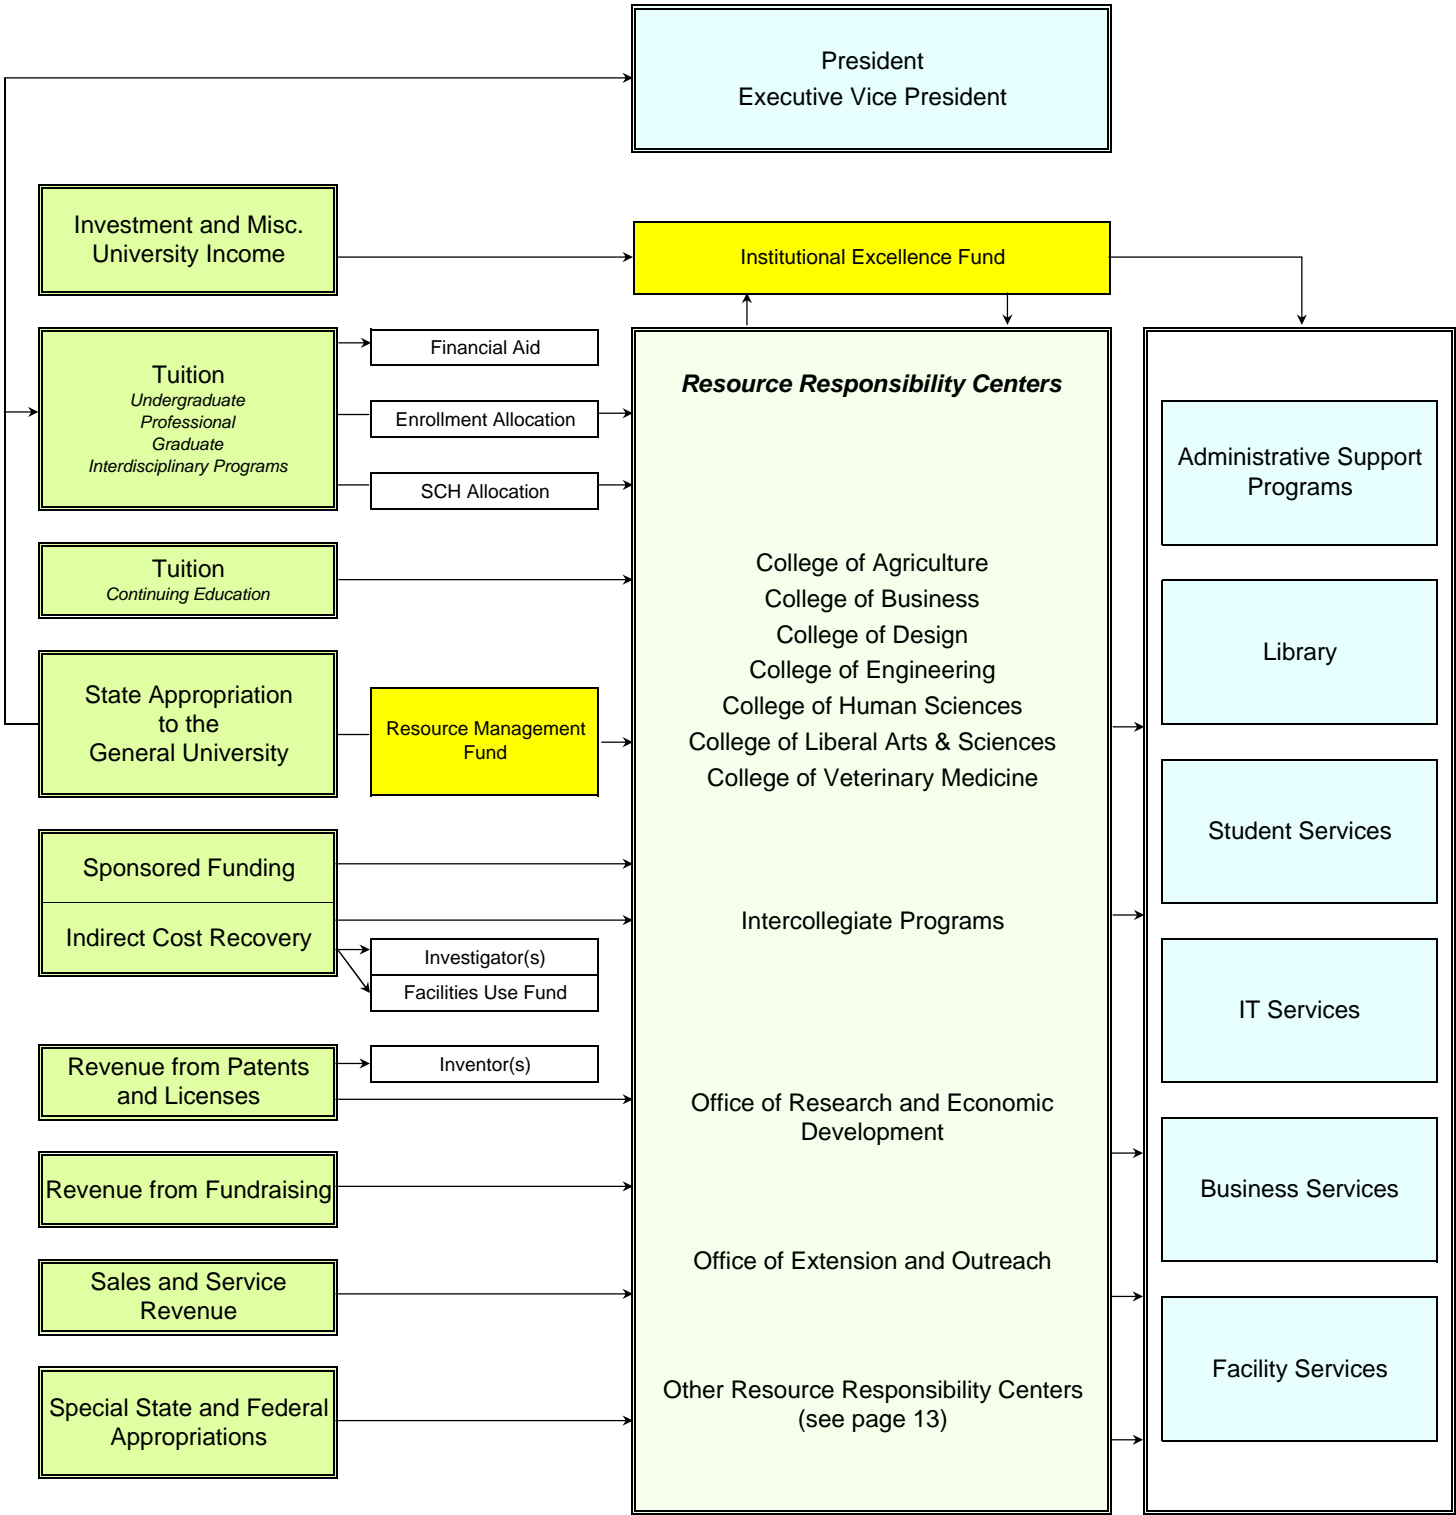 President
Executive Vice President
Investment and Misc.
University Income
Institutional Excellence Fund
Tuition
Undergraduate
Professional
Graduate
Interdisciplinary Programs
Financial Aid
Enrollment Allocation
SCH Allocation
Tuition
Continuing Education
State Appropriation
to the
General University
Resource Management
Fund
Sponsored Funding
Indirect Cost Recovery
Investigator(s)
Facilities Use Fund
Revenue from Patents
and Licenses
Inventor(s)
Revenue from Fundraising
Sales and Service
Revenue
Special State and Federal
Appropriations
Resource Responsibility Centers
College of Agriculture
College of Business
College of Design
College of Engineering
College of Human Sciences
College of Liberal Arts & Sciences
College of Veterinary Medicine
Intercollegiate Programs
Office of Research and Economic
Development
Office of Extension and Outreach
Other Resource Responsibility Centers
(see page 13)
Administrative Support
Programs
Library
Student Services
IT Services
Business Services
Facility Services